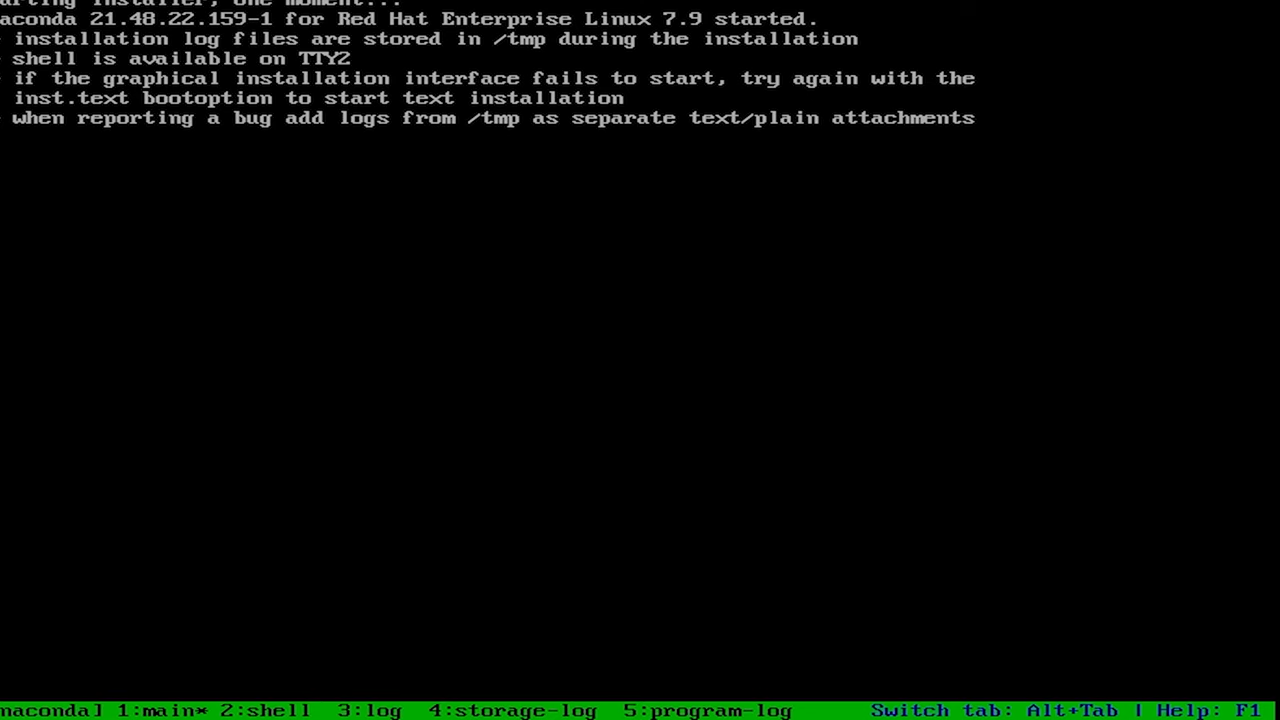 arting installer, one moment...
aconda 21.48.22.159-1 for Red Hat Enterprise Linux 7.9 started.
installation log files are stored in /tmp during the installation
shell is available on TTY2
if the graphical installation interface fails to start, try again with the
inst.text bootoption to start text installation
when reporting a bug add logs from /tmp as separate text/plain attachments
naconda] 1:main* 2:shell  3:log  4:storage-log  5:program-log      Switch tab: Alt+Tab | Help: F1